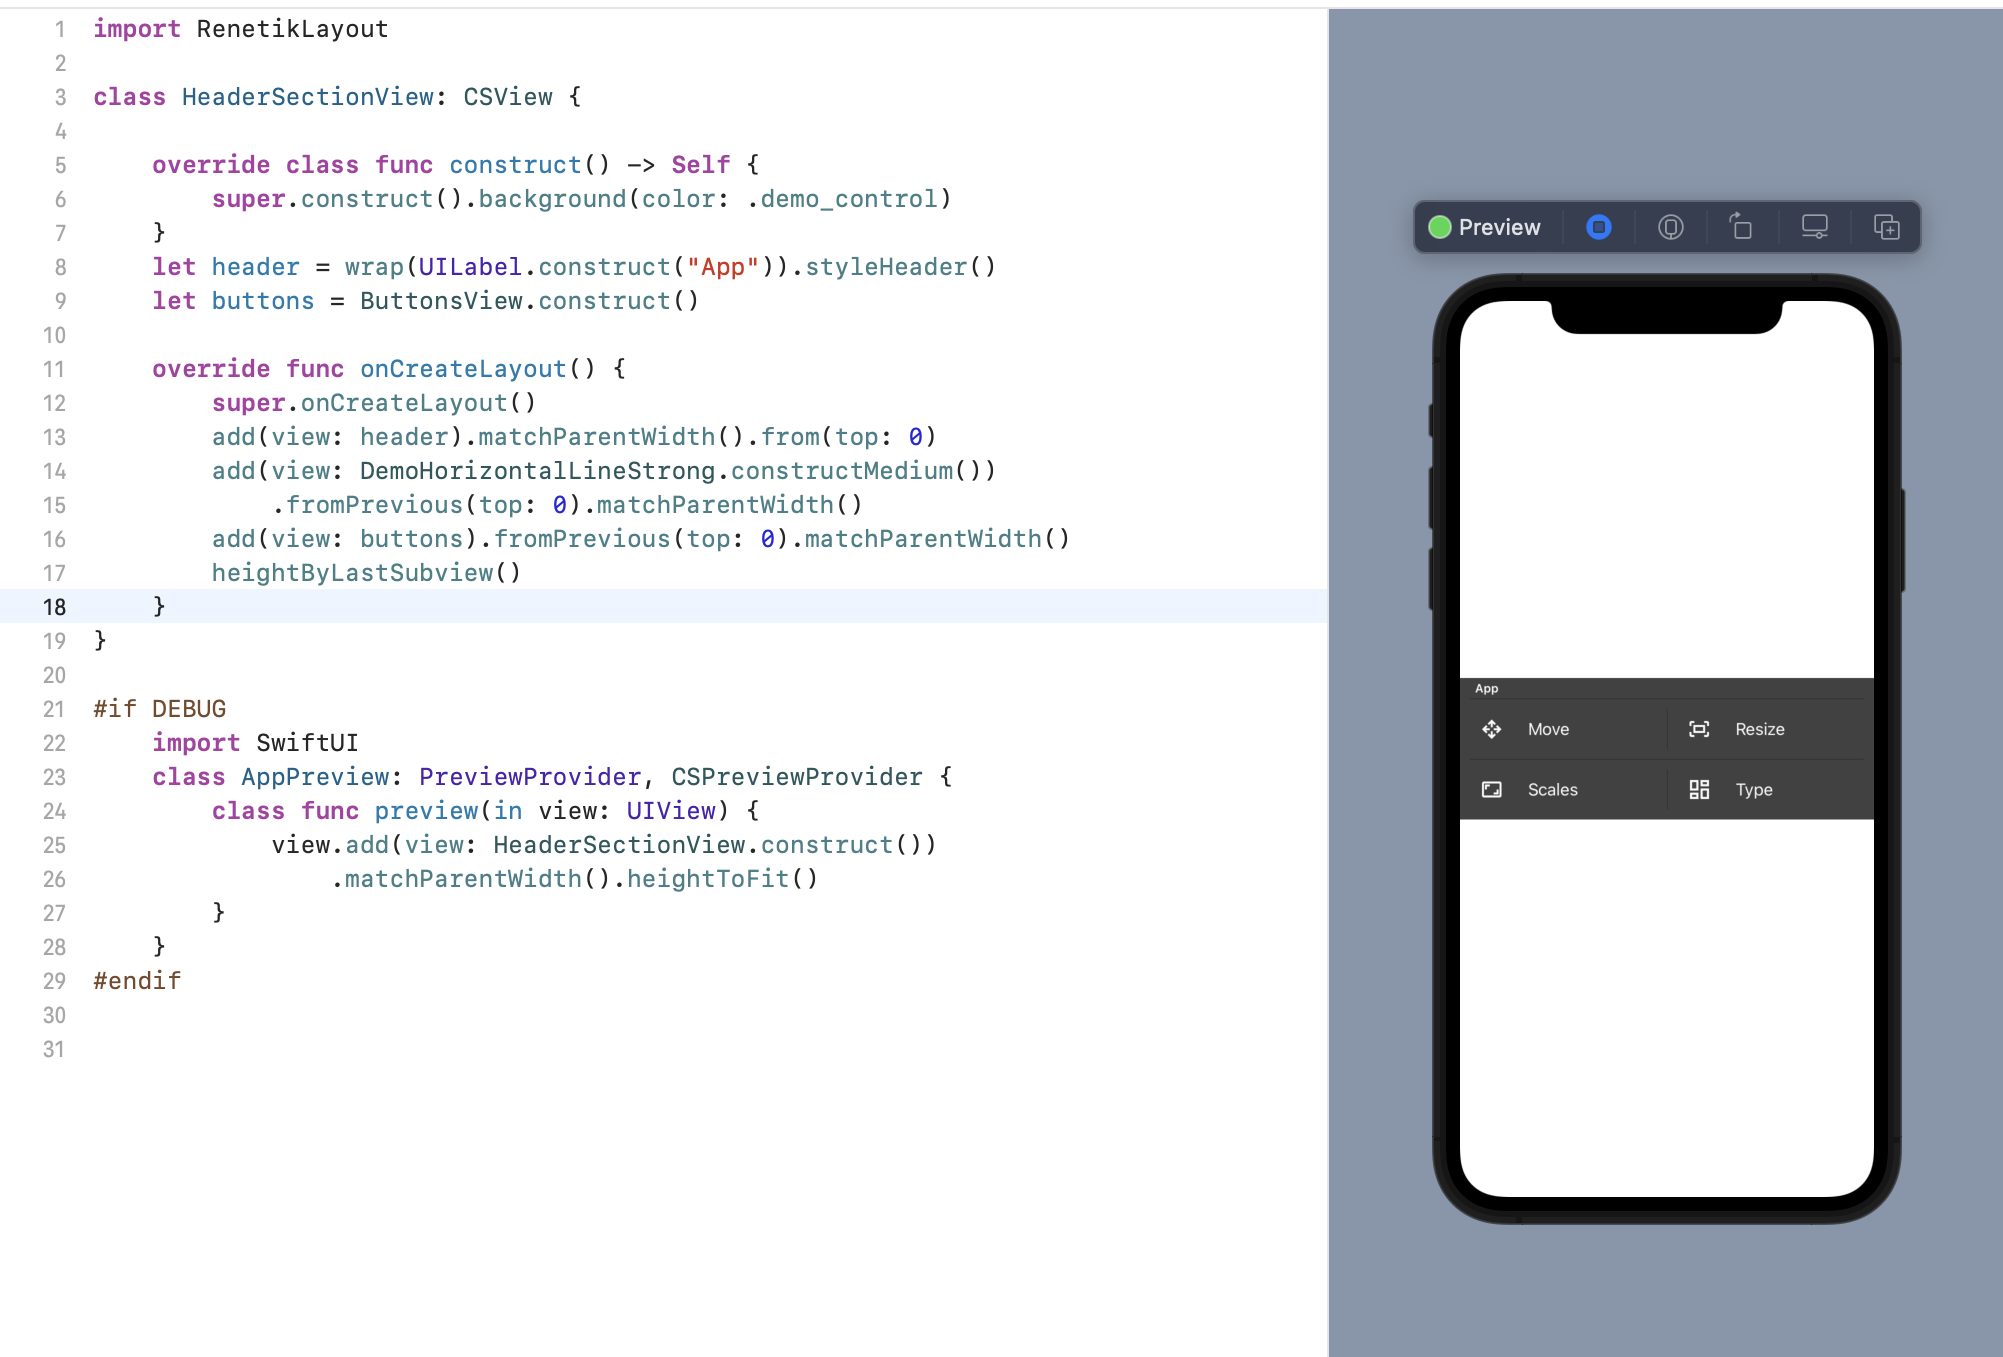 1 import RenetikLayout
2
3 class HeaderSectionView: CSView {
4
5     override class func construct() -> Self {
6         super.construct().background(color: .demo_control)
7     }
8     let header = wrap(UILabel.construct("App")).styleHeader()
9     let buttons = ButtonsView.construct()
10
11     override func onCreateLayout() {
12         super.onCreateLayout()
13         add(view: header).matchParentWidth().from(top: 0)
14         add(view: DemoHorizontalLineStrong.constructMedium())
15             .fromPrevious(top: 0).matchParentWidth()
16         add(view: buttons).fromPrevious(top: 0).matchParentWidth()
17         heightByLastSubview()
18     }
19 }
20
21 #if DEBUG
22     import SwiftUI
23     class AppPreview: PreviewProvider, CSPreviewProvider {
24         class func preview(in view: UIView) {
25             view.add(view: HeaderSectionView.construct())
26                 .matchParentWidth().heightToFit()
27         }
28     }
29 #endif
30
31
Preview
App
Move Resize
Scales Type